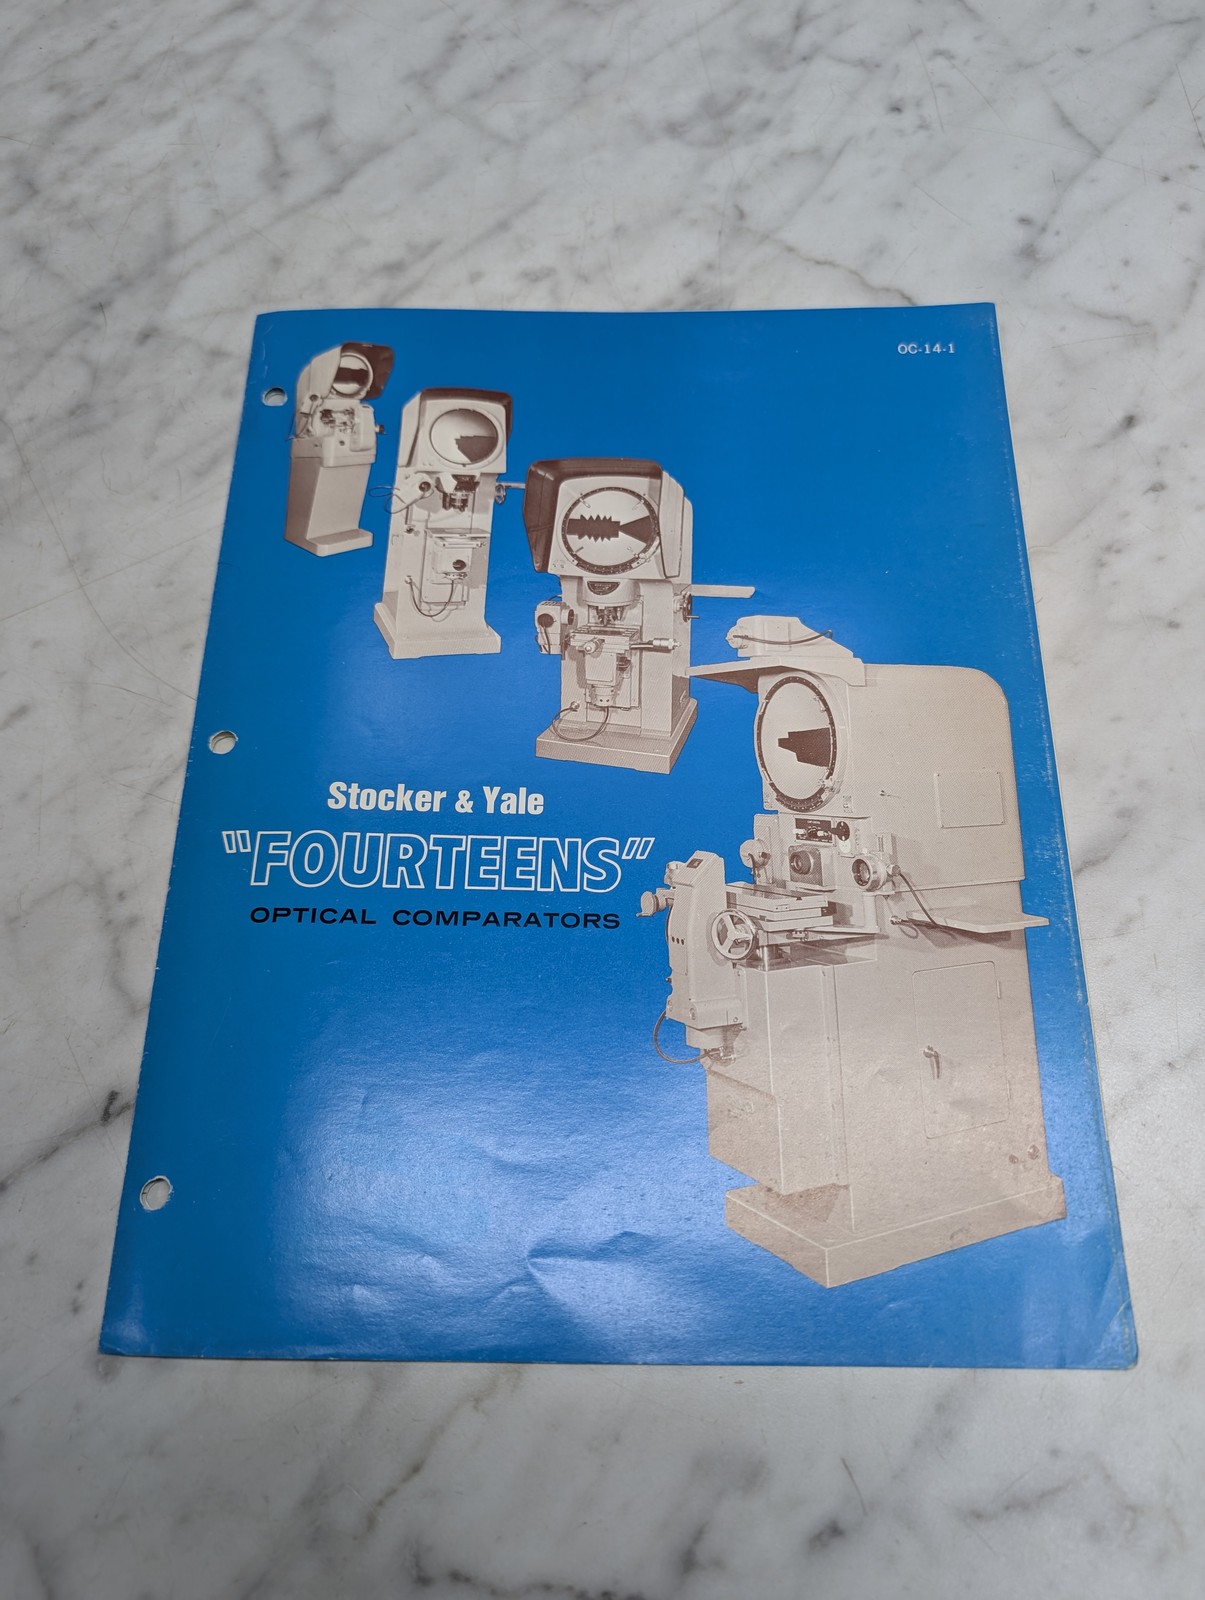 OC-14-1
Stocker & Yale
"FOURTEENS"
OPTICAL COMPARATORS